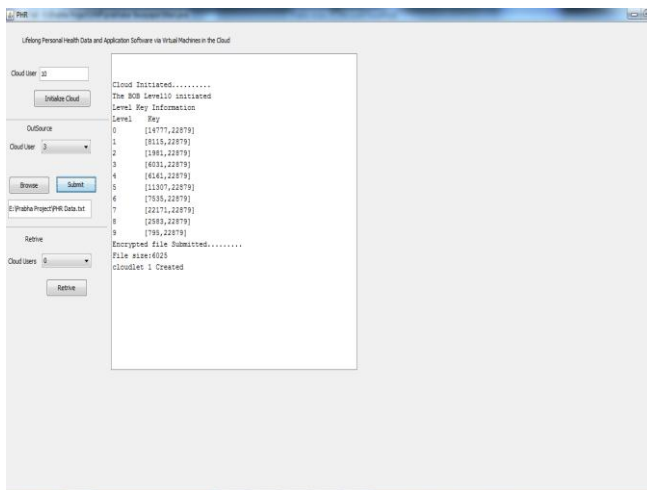 PHR
Lifelong Personal Health Data and Application Software via Virtual Machines in the Cloud
Cloud User 10
Initialize Cloud
OutSource
Cloud User 3
Browse Submit
E:\Prabha Project\PHR Data.txt
Retrive
Cloud Users 0
Retrive
Cloud Initiated..........
The BOB Level10 initiated
Level Key Information
Level Key
0 [14777,22879]
1 [8115,22879]
2 [1981,22879]
3 [6031,22879]
4 [6161,22879]
5 [11307,22879]
6 [7535,22879]
7 [22171,22879]
8 [2583,22879]
9 [795,22879]
Encrypted file Submitted.........
File size:6025
cloudlet 1 Created